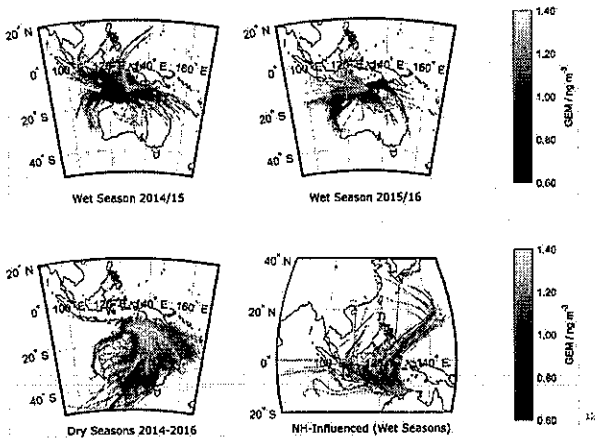 20° N
0°
20° S
40° S
100° E 120° E 140° E 160° E
Wet Season 2014/15
20° N
0°
20° S
40° S
100° E 120° E 140° E 160° E
Wet Season 2015/16
1.40
1.20
1.00
0.80
0.60
GEM / ng m-3
20° N
0°
20° S
40° S
100° E 120° E 140° E 160° E
Dry Seasons 2014-2016
40° N
20° N
0°
20° S
140° E
NH-Influenced (Wet Seasons)
1.40
1.20
1.00
0.80
0.60
GEM / ng m-3